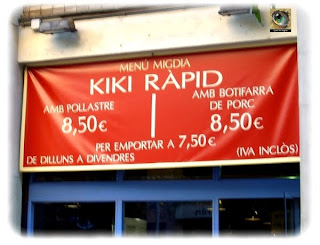 MENÚ MIGDIA
KIKI RÀPID
AMB POLLASTRE
8,50€
AMB BOTIFARRA
DE PORC
8,50€
PER EMPORTAR A 7,50€
DE DILLUNS A DIVENDRES
(IVA INCLÒS)